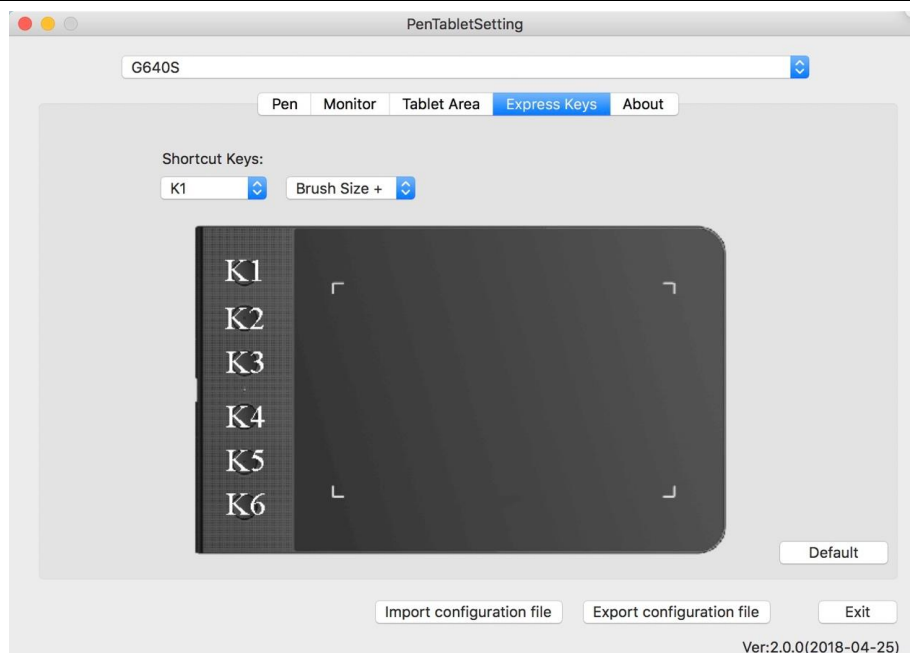 PenTabletSetting
G640S
Pen Monitor Tablet Area Express Keys About
Shortcut Keys:
K1 Brush Size +
K1
K2
K3
K4
K5
K6
Default
Import configuration file Export configuration file Exit
Ver:2.0.0(2018-04-25)